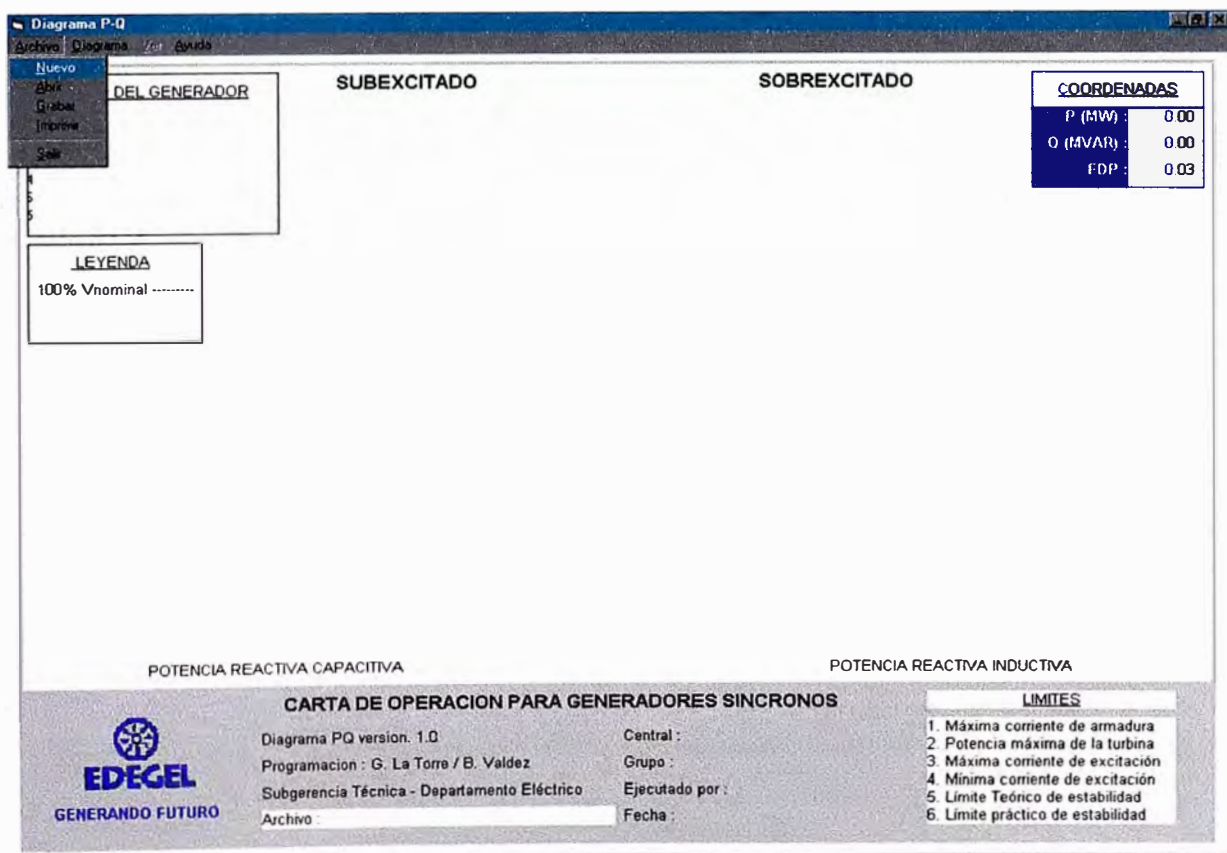 Diagrama P-Q
Archivo Diagrama Ver Ayuda
Nuevo
Abrir
Grabar
Imprimir
Salir
DEL GENERADOR
4
5
6
LEYENDA
100% Vnominal ---------
SUBEXCITADO
SOBREXCITADO
COORDENADAS
P (MW) : 0.00
Q (MVAR) : 0.00
FDP : 0.03
POTENCIA REACTIVA CAPACITIVA
POTENCIA REACTIVA INDUCTIVA
EDEGEL
GENERANDO FUTURO
CARTA DE OPERACION PARA GENERADORES SINCRONOS
Diagrama PQ version. 1.0
Programacion : G. La Torre / B. Valdez
Subgerencia Técnica - Departamento Eléctrico
Archivo :
Central :
Grupo :
Ejecutado por :
Fecha :
LIMITES
1. Máxima corriente de armadura
2. Potencia máxima de la turbina
3. Máxima corriente de excitación
4. Mínima corriente de excitación
5. Límite Teórico de estabilidad
6. Límite práctico de estabilidad